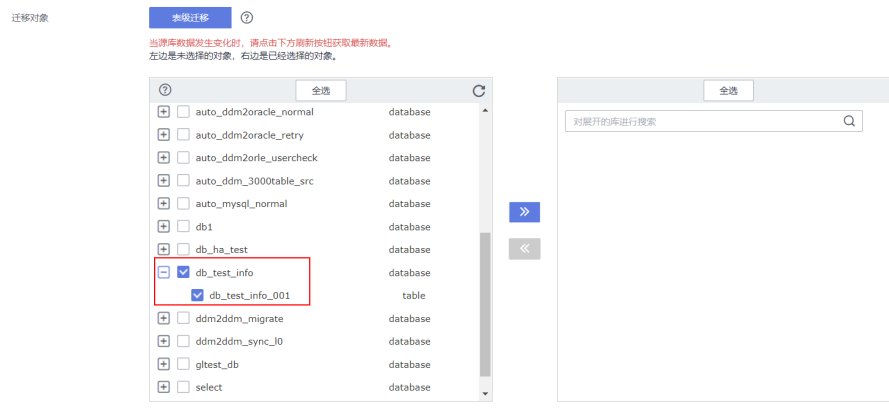 迁移对象
表级迁移
当源库数据发生变化时，请点击下方刷新按钮获取最新数据。
左边是未选择的对象，右边是已经选择的对象。
全选
auto_ddm2oracle_normal database
auto_ddm2oracle_retry database
auto_ddm2orle_usercheck database
auto_ddm_3000table_src database
auto_mysql_normal database
db1 database
db_ha_test database
db_test_info database
db_test_info_001 table
ddm2ddm_migrate database
ddm2ddm_sync_l0 database
gltest_db database
select database
全选
对展开的库进行搜索